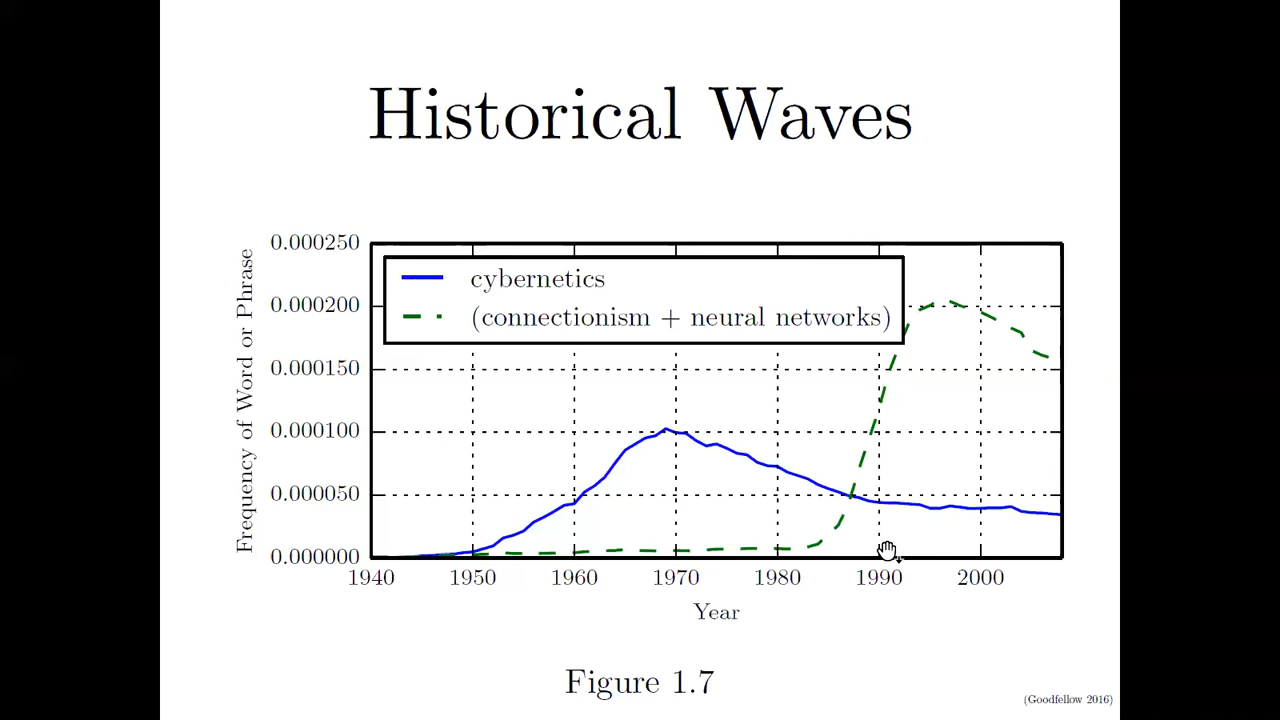 Historical Waves
0.000250
0.000200
0.000150
0.000100
0.000050
0.000000
Frequency of Word or Phrase
cybernetics
(connectionism + neural networks)
1940 1950 1960 1970 1980 1990 2000
Year
Figure 1.7
(Goodfellow 2016)